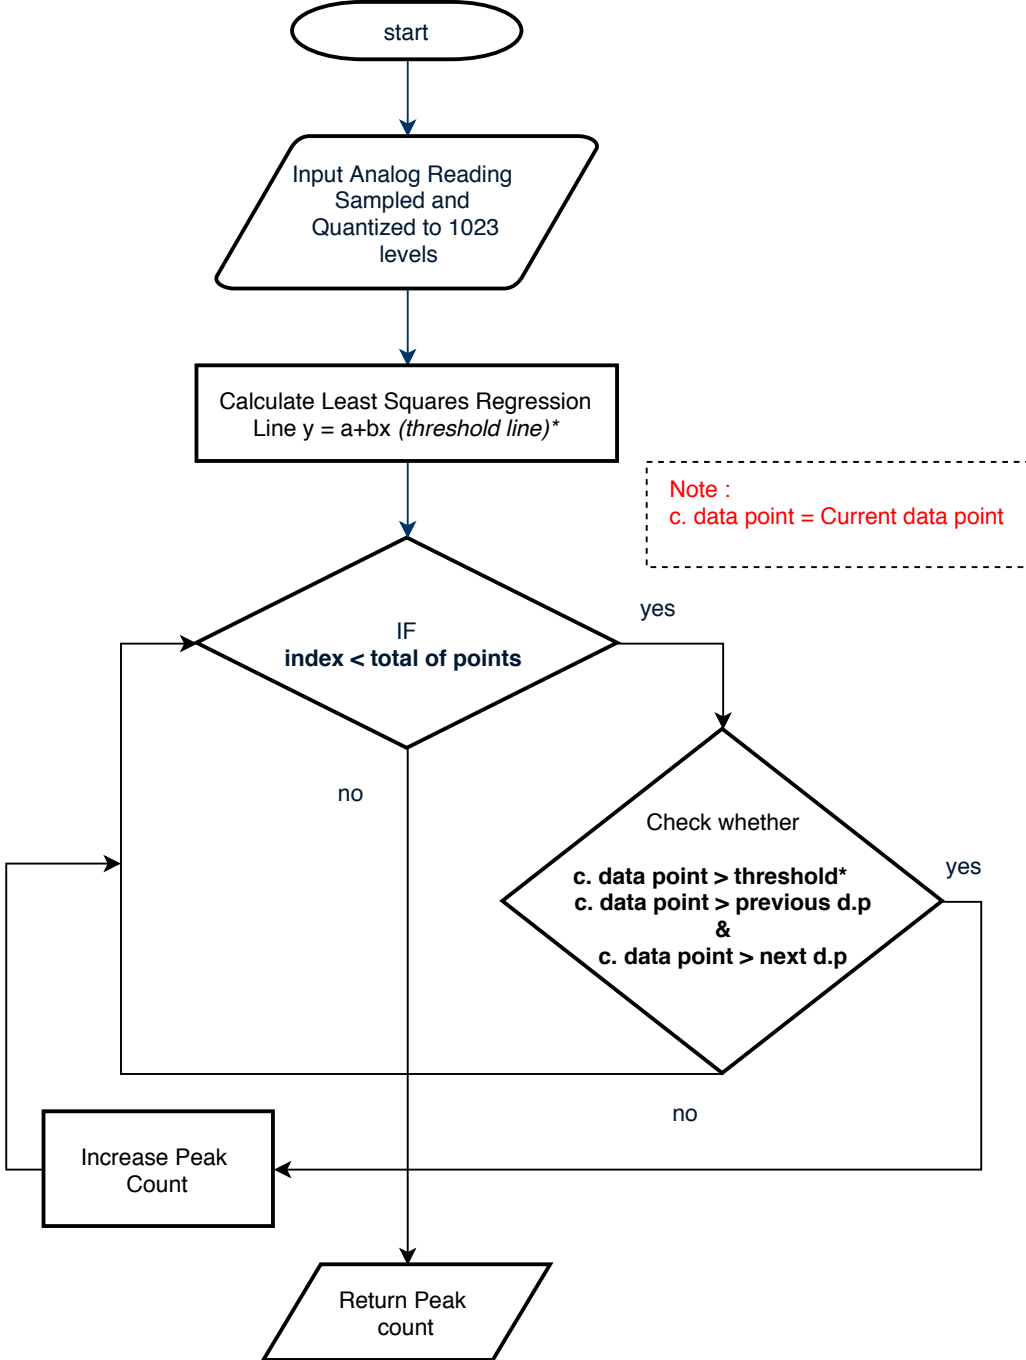 start
Input Analog Reading
Sampled and
Quantized to 1023
levels
Calculate Least Squares Regression
Line y = a+bx (threshold line)*
Note :
c. data point = Current data point
yes
IF
index < total of points
no
Check whether
c. data point > threshold*
c. data point > previous d.p
&
c. data point > next d.p
yes
no
Increase Peak
Count
Return Peak
count